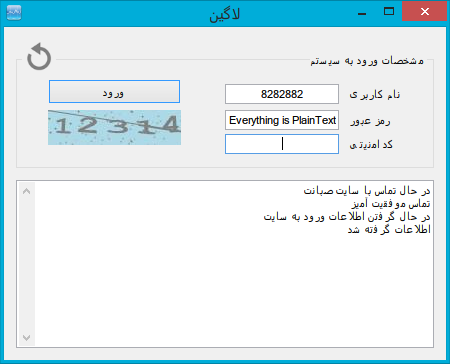 لاگین
مشخصات ورود به سیستم
نام کاربری 8282882
ورود
رمز عبور Everything is PlainText
12314
کد امنیتی
در حال تماس با سایت صیانت
تماس موفقیت آمیز
در حال گرفتن اطلاعات ورود به سایت
اطلاعات گرفته شد